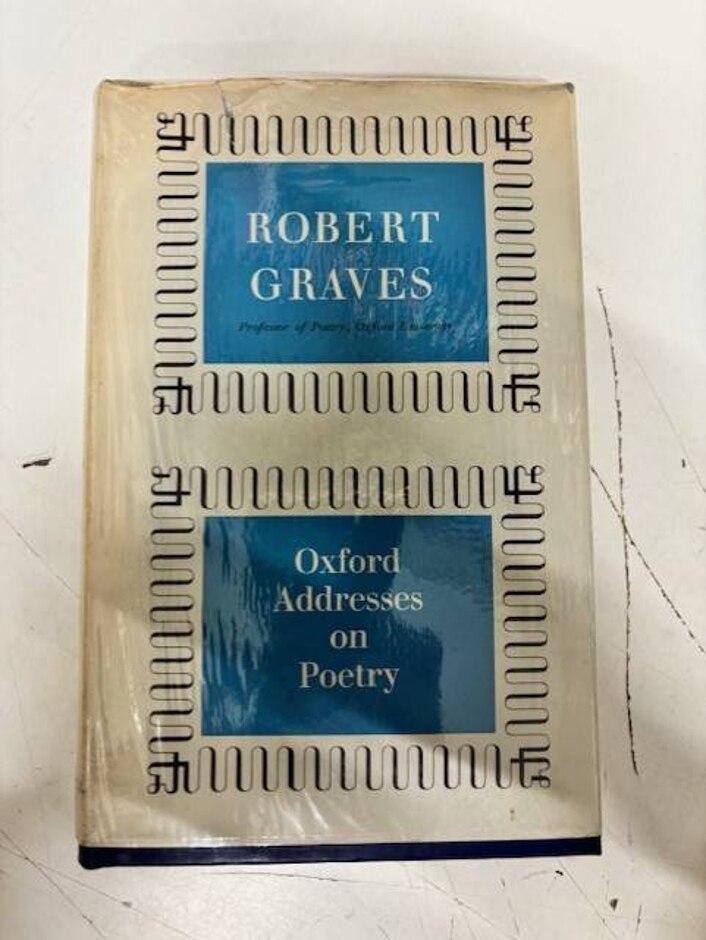 ROBERT
GRAVES
Professor of Poetry, Oxford University
Oxford
Addresses
on
Poetry